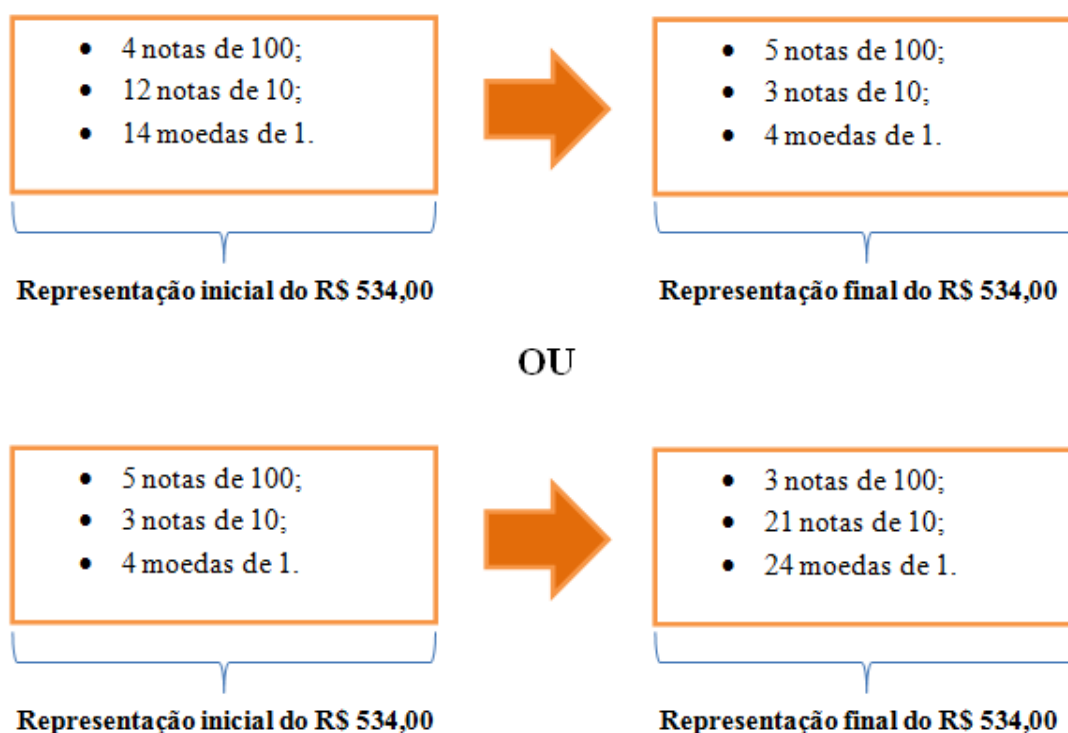 • 4 notas de 100;
• 12 notas de 10;
• 14 moedas de 1.
• 5 notas de 100;
• 3 notas de 10;
• 4 moedas de 1.
Representação inicial do R$ 534,00
Representação final do R$ 534,00
OU
• 5 notas de 100;
• 3 notas de 10;
• 4 moedas de 1.
• 3 notas de 100;
• 21 notas de 10;
• 24 moedas de 1.
Representação inicial do R$ 534,00
Representação final do R$ 534,00